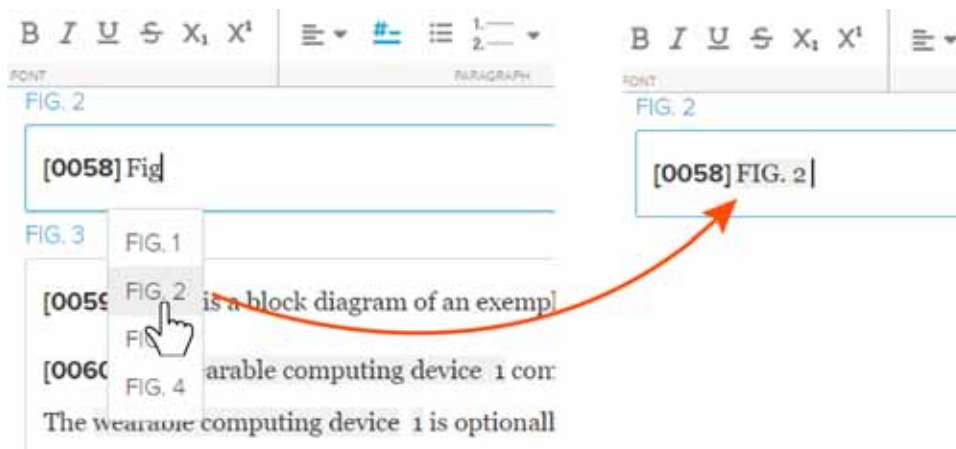 B I U S X₁ X¹
1.
2.
FONT
PARAGRAPH
FIG. 2
[0058] Fig
FIG. 3
FIG. 1
FIG. 2
FIG. 4
[0059 is a block diagram of an exempl
[0060 arable computing device 1 com
The wearable computing device 1 is optionall
B I U S X₁ X¹
FONT
FIG. 2
[0058] FIG. 2